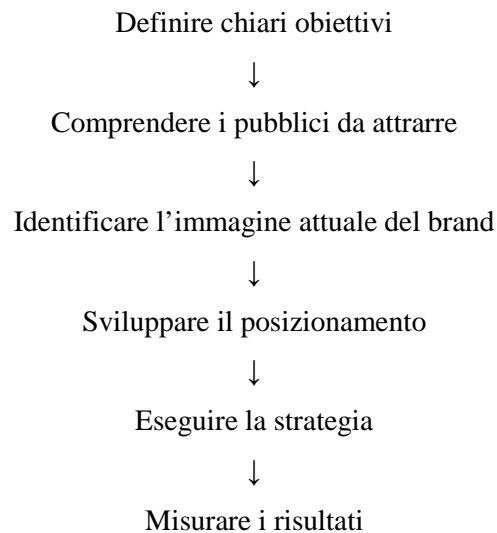 Definire chiari obiettivi
↓
Comprendere i pubblici da attrarre
↓
Identificare l’immagine attuale del brand
↓
Sviluppare il posizionamento
↓
Eseguire la strategia
↓
Misurare i risultati